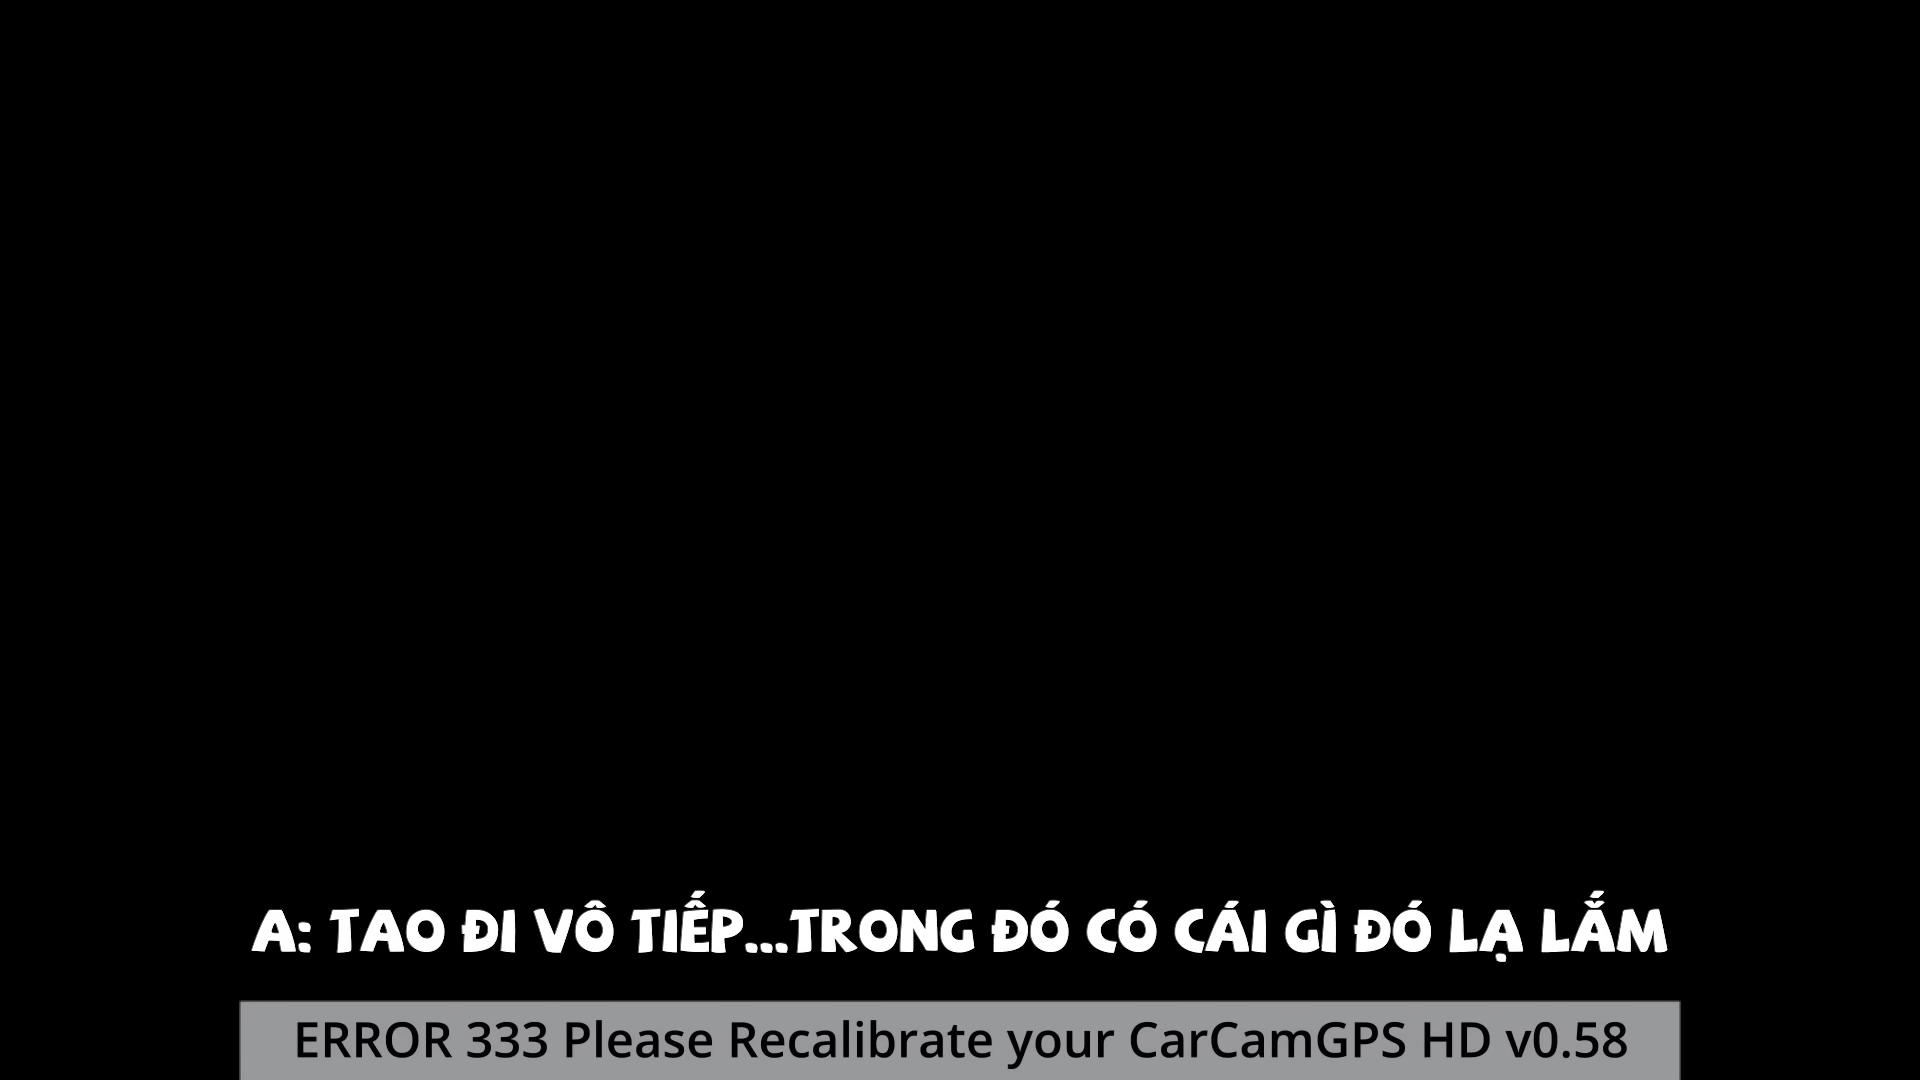 A: TAO ĐI VÔ TIẾP...TRONG ĐÓ CÓ CÁI GÌ ĐÓ LẠ LẮM
ERROR 333 Please Recalibrate your CarCamGPS HD v0.58